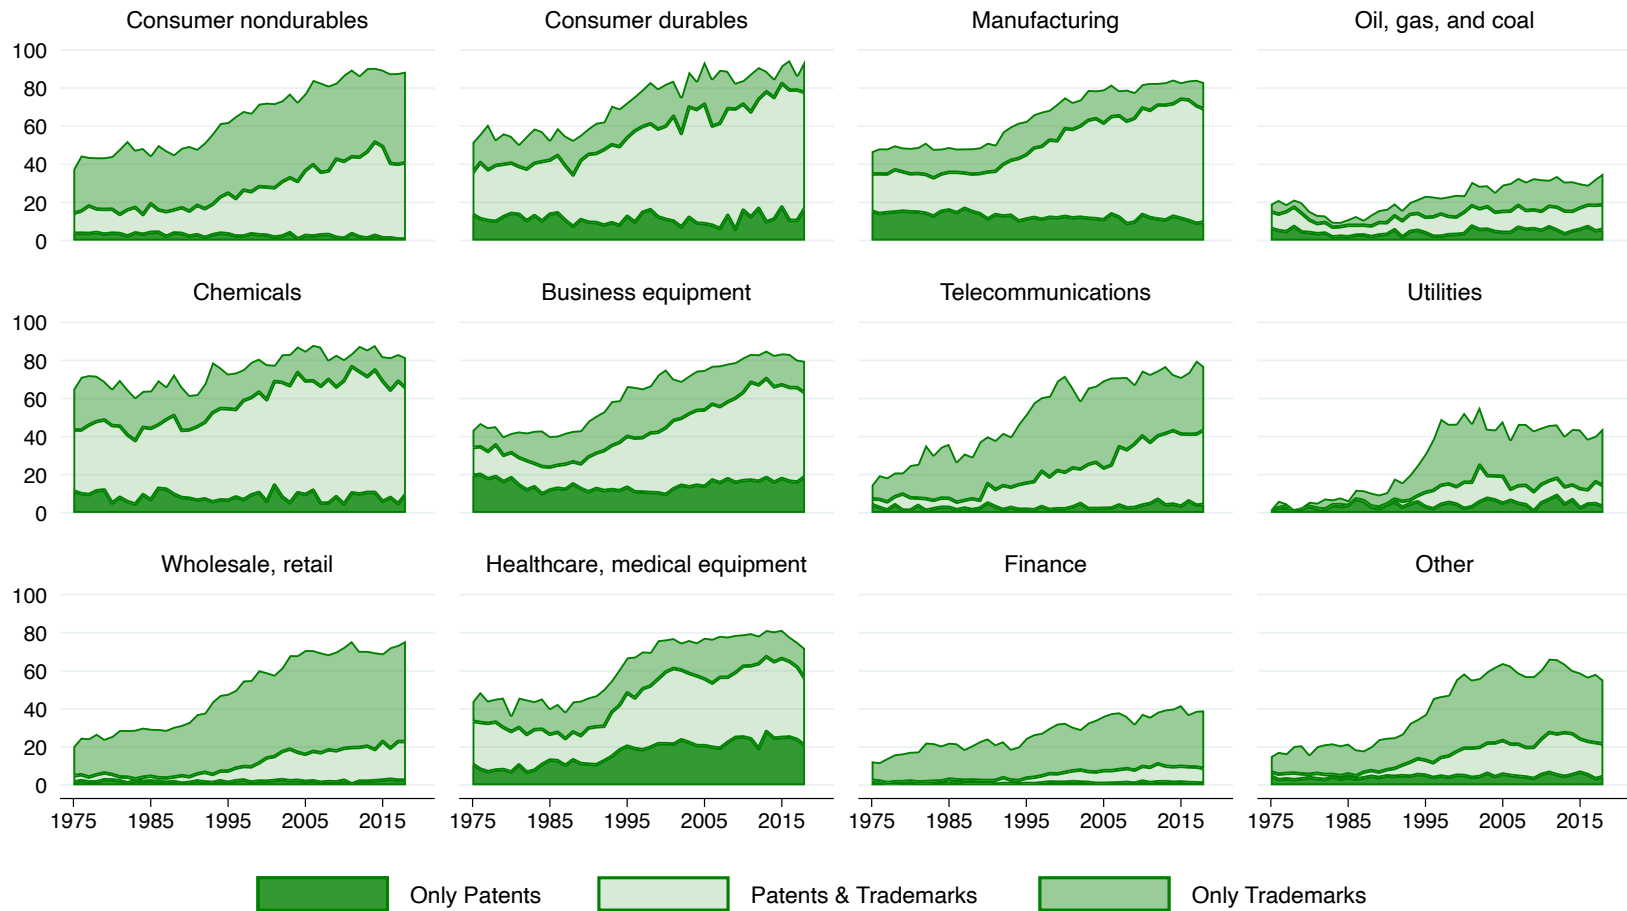 Consumer nondurables
Consumer durables
Manufacturing
Oil, gas, and coal
100
80
60
40
20
0
Chemicals
Business equipment
Telecommunications
Utilities
100
80
60
40
20
0
Wholesale, retail
Healthcare, medical equipment
Finance
Other
100
80
60
40
20
0
1975 1985 1995 2005 2015
1975 1985 1995 2005 2015
1975 1985 1995 2005 2015
1975 1985 1995 2005 2015
Only Patents
Patents & Trademarks
Only Trademarks